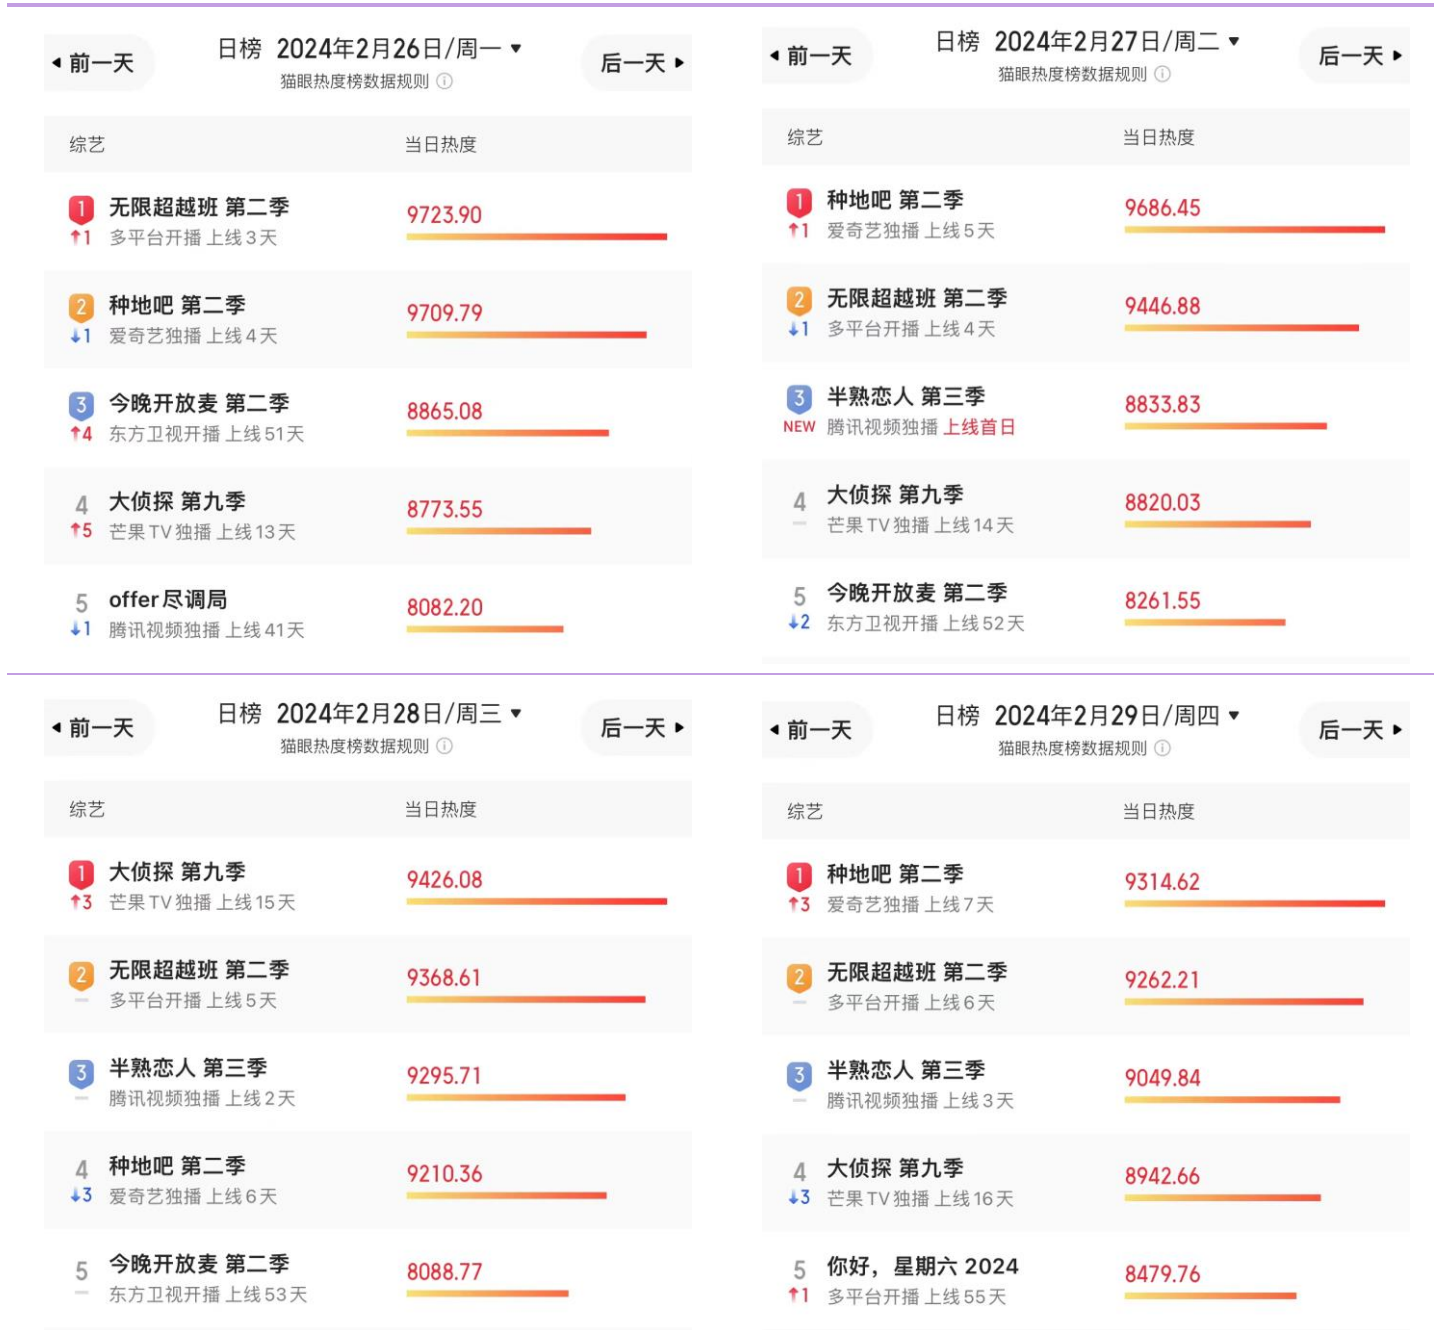 前一天
日榜 2024年2月26日/周一
后一天
猫眼热度榜数据规则
综艺 当日热度
1 无限超越班 第二季 9723.90
↑1 多平台开播 上线3天
2 种地吧 第二季 9709.79
↓1 爱奇艺独播 上线4天
3 今晚开放麦 第二季 8865.08
↑4 东方卫视开播 上线51天
4 大侦探 第九季 8773.55
↑5 芒果TV独播 上线13天
5 offer尽调局 8082.20
↓1 腾讯视频独播 上线41天
前一天
日榜 2024年2月27日/周二
后一天
猫眼热度榜数据规则
综艺 当日热度
1 种地吧 第二季 9686.45
↑1 爱奇艺独播 上线5天
2 无限超越班 第二季 9446.88
↓1 多平台开播 上线4天
3 半熟恋人 第三季 8833.83
NEW 腾讯视频独播 上线首日
4 大侦探 第九季 8820.03
芒果TV独播 上线14天
5 今晚开放麦 第二季 8261.55
↓2 东方卫视开播 上线52天
前一天
日榜 2024年2月28日/周三
后一天
猫眼热度榜数据规则
综艺 当日热度
1 大侦探 第九季 9426.08
↑3 芒果TV独播 上线15天
2 无限超越班 第二季 9368.61
多平台开播 上线5天
3 半熟恋人 第三季 9295.71
腾讯视频独播 上线2天
4 种地吧 第二季 9210.36
↓3 爱奇艺独播 上线6天
5 今晚开放麦 第二季 8088.77
东方卫视开播 上线53天
前一天
日榜 2024年2月29日/周四
后一天
猫眼热度榜数据规则
综艺 当日热度
1 种地吧 第二季 9314.62
↑3 爱奇艺独播 上线7天
2 无限超越班 第二季 9262.21
多平台开播 上线6天
3 半熟恋人 第三季 9049.84
腾讯视频独播 上线3天
4 大侦探 第九季 8942.66
↓3 芒果TV独播 上线16天
5 你好，星期六 2024 8479.76
↑1 多平台开播 上线55天